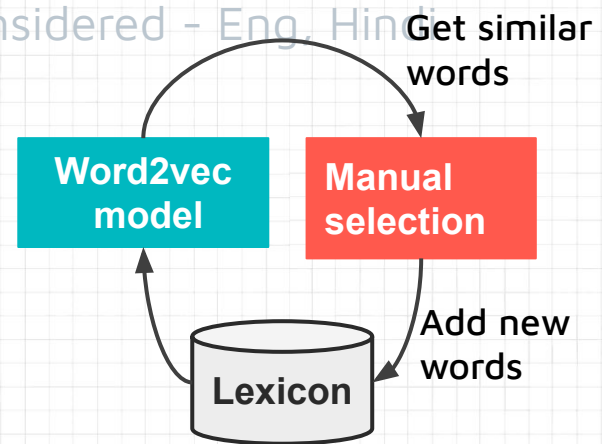 nsidered - Eng, Hindi
Get similar
words
Word2vec
model
Manual
selection
Add new
words
Lexicon